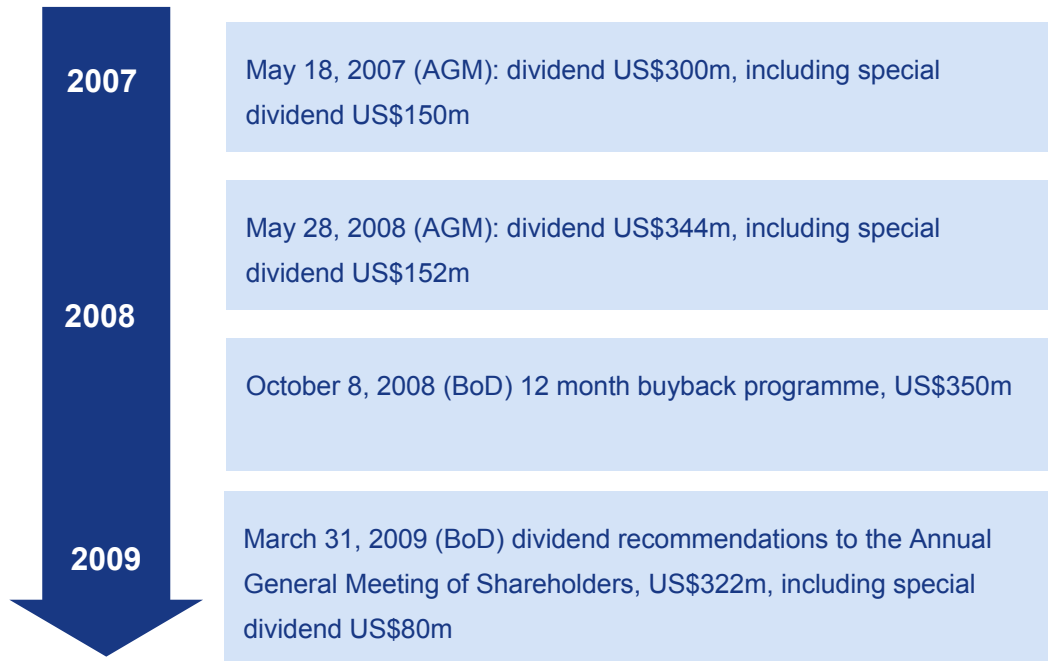 2007
May 18, 2007 (AGM): dividend US$300m, including special
dividend US$150m
2008
May 28, 2008 (AGM): dividend US$344m, including special
dividend US$152m
October 8, 2008 (BoD) 12 month buyback programme, US$350m
2009
March 31, 2009 (BoD) dividend recommendations to the Annual
General Meeting of Shareholders, US$322m, including special
dividend US$80m